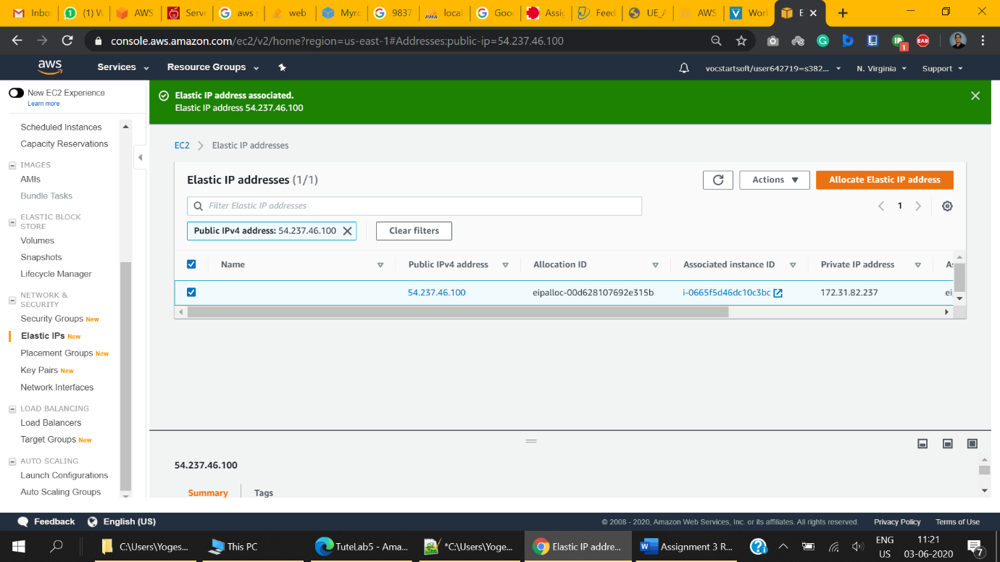 Inbo
(1) W
AWS
Serve
aws s
web
Myrc
9837
local
Goog
Assig
Feed
UE_A
AWS
Worl
E
console.aws.amazon.com/ec2/v2/home?region=us-east-1#Addresses:public-ip=54.237.46.100
1
EAB
aws
Services
Resource Groups
vocstartsoft/user642719=s382...
N. Virginia
Support
New EC2 Experience
Learn more
Scheduled Instances
Capacity Reservations
IMAGES
AMIs
Bundle Tasks
ELASTIC BLOCK
STORE
Volumes
Snapshots
Lifecycle Manager
NETWORK &
SECURITY
Security Groups New
Elastic IPs New
Placement Groups New
Key Pairs New
Network Interfaces
LOAD BALANCING
Load Balancers
Target Groups New
AUTO SCALING
Launch Configurations
Auto Scaling Groups
Elastic IP address associated.
Elastic IP address 54.237.46.100
EC2
Elastic IP addresses
Elastic IP addresses (1/1)
Actions
Allocate Elastic IP address
Filter Elastic IP addresses
1
Public IPv4 address: 54.237.46.100
Clear filters
Name
Public IPv4 address
Allocation ID
Associated instance ID
Private IP address
As
54.237.46.100
eipalloc-00d628107692e315b
i-0665f5d46dc10c3bc
172.31.82.237
ei
54.237.46.100
Summary
Tags
Feedback
English (US)
© 2008 - 2020, Amazon Web Services, Inc. or its affiliates. All rights reserved.
Privacy Policy
Terms of Use
C:\Users\Yoges...
This PC
TuteLab5 - Ama...
*C:\Users\Yoge...
Elastic IP addre...
Assignment 3 R...
ENG
US
11:21
03-06-2020
7